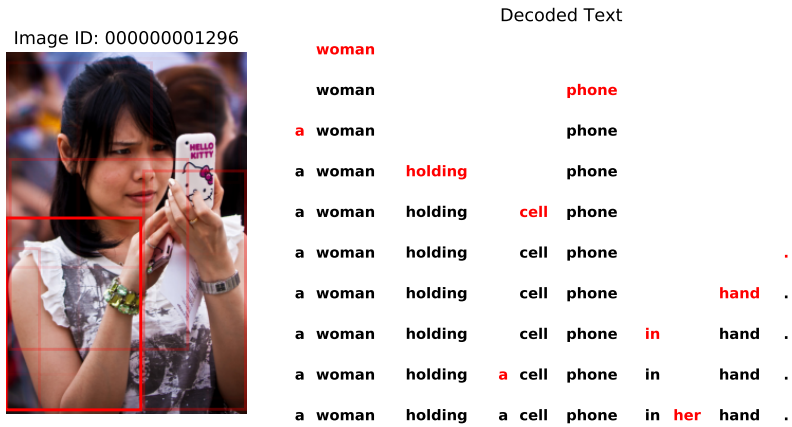 Decoded Text
Image ID: 000000001296
HELLO
KITTY
woman
woman phone
a woman phone
a woman holding phone
a woman holding cell phone
a woman holding cell phone .
a woman holding cell phone hand .
a woman holding cell phone in hand .
a woman holding a cell phone in hand .
a woman holding a cell phone in her hand .